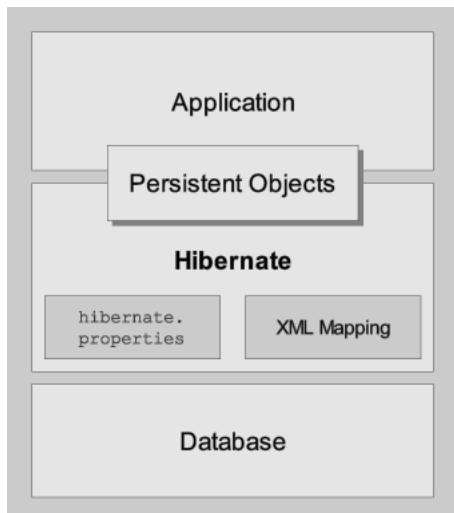 Application
Persistent Objects
Hibernate
hibernate.
properties
XML Mapping
Database